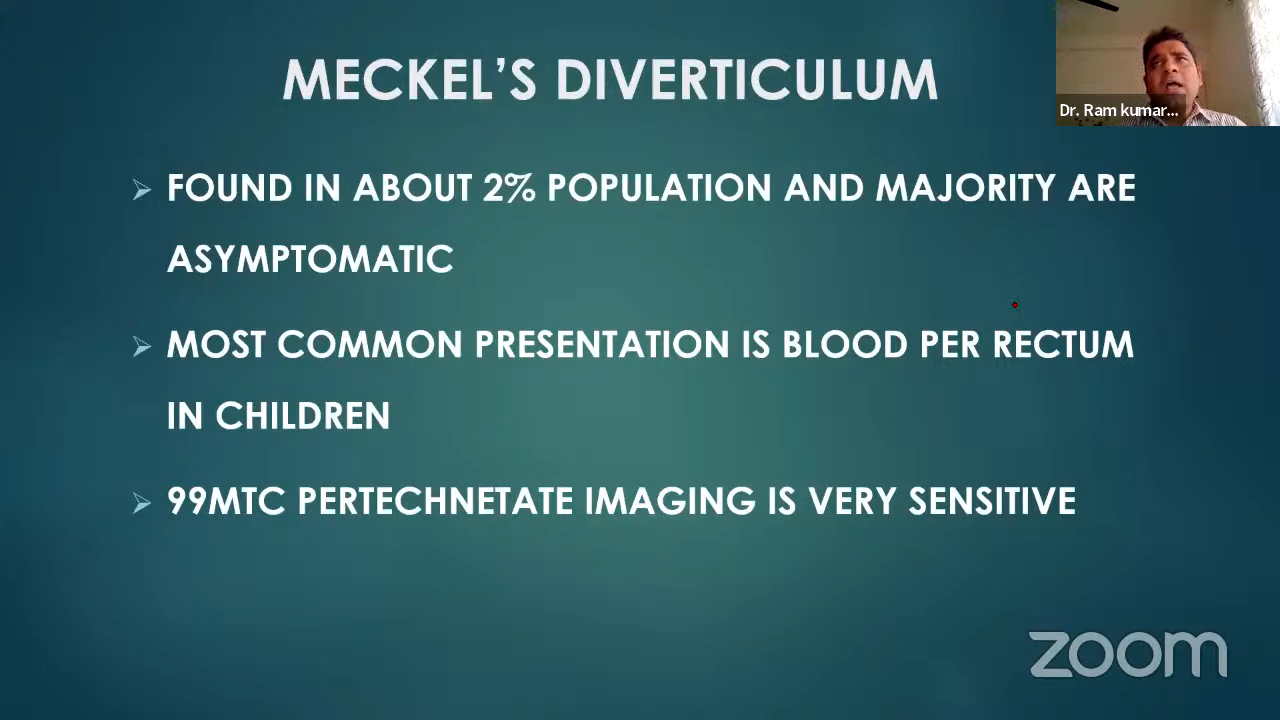 MECKEL'S DIVERTICULUM
Dr. Ram kumar...
FOUND IN ABOUT 2% POPULATION AND MAJORITY ARE
ASYMPTOMATIC
MOST COMMON PRESENTATION IS BLOOD PER RECTUM
IN CHILDREN
99MTC PERTECHNETATE IMAGING IS VERY SENSITIVE
zoom